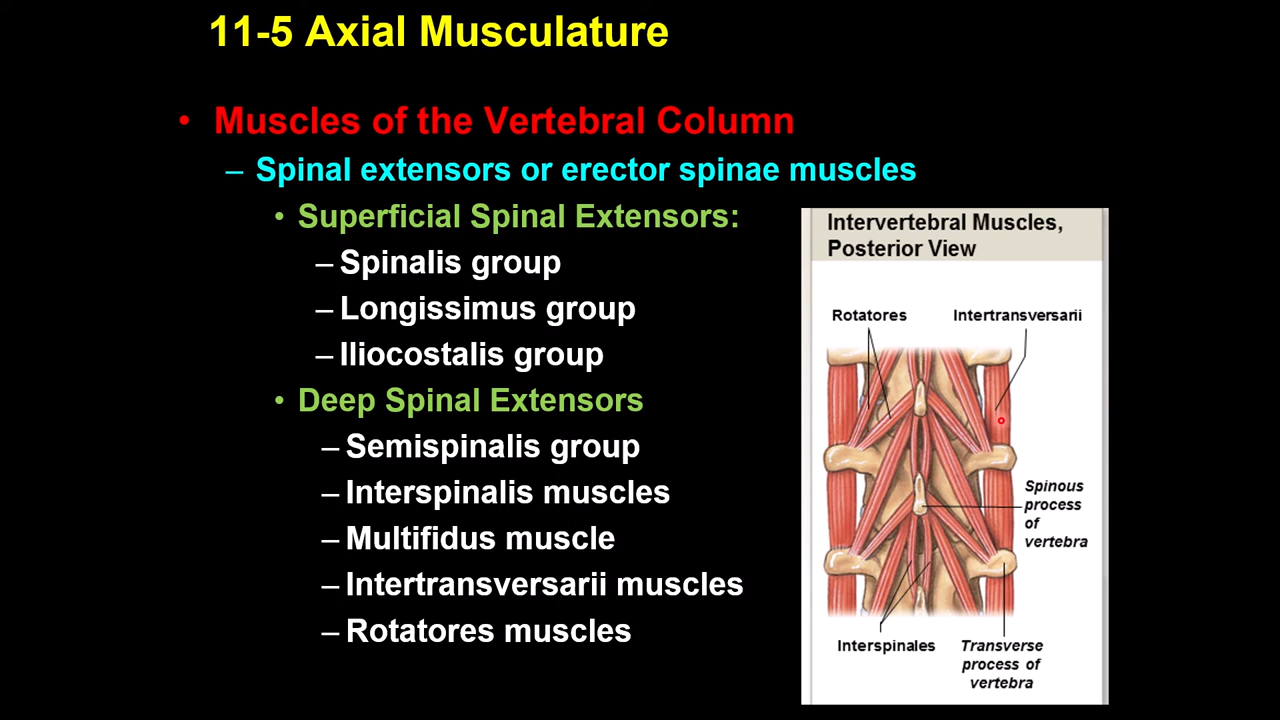 11-5 Axial Musculature
• Muscles of the Vertebral Column
– Spinal extensors or erector spinae muscles
• Superficial Spinal Extensors:
– Spinalis group
– Longissimus group
– Iliocostalis group
• Deep Spinal Extensors
– Semispinalis group
– Interspinalis muscles
– Multifidus muscle
– Intertransversarii muscles
– Rotatores muscles
Intervertebral Muscles,
Posterior View
Rotatores
Intertransversarii
Spinous
process
of
vertebra
Interspinales
Transverse
process of
vertebra